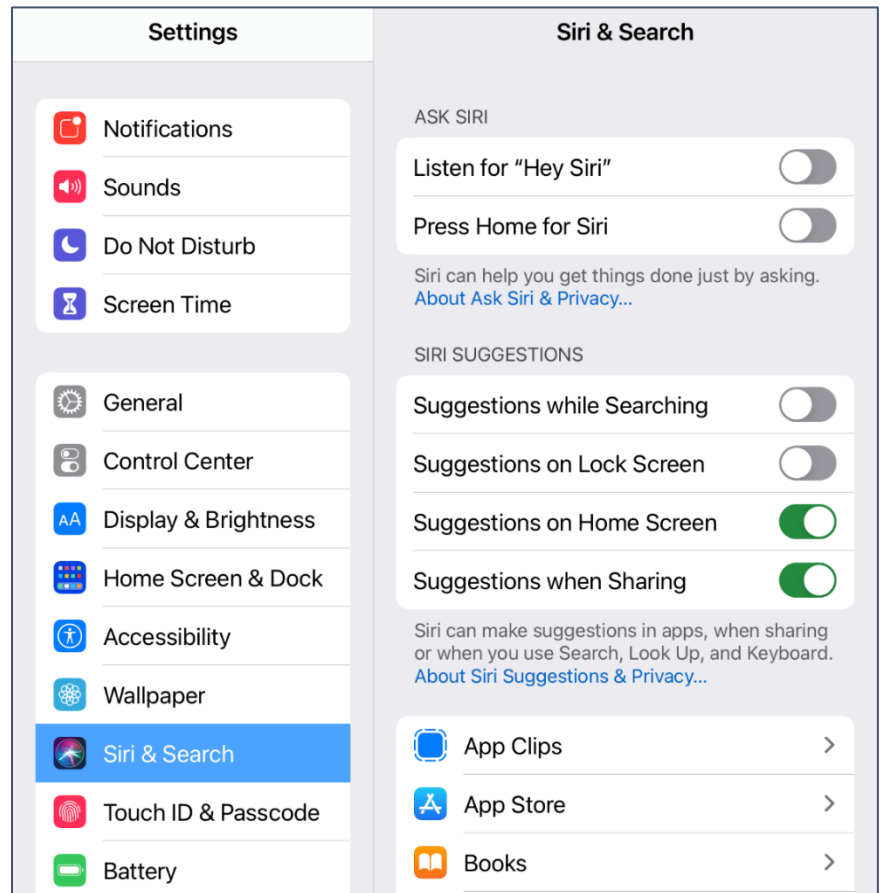 Settings
Notifications
Sounds
Do Not Disturb
Screen Time
General
Control Center
AA Display & Brightness
Home Screen & Dock
Accessibility
Wallpaper
Siri & Search
Touch ID & Passcode
Battery
Siri & Search
ASK SIRI
Listen for “Hey Siri”
Press Home for Siri
Siri can help you get things done just by asking.
About Ask Siri & Privacy...
SIRI SUGGESTIONS
Suggestions while Searching
Suggestions on Lock Screen
Suggestions on Home Screen
Suggestions when Sharing
Siri can make suggestions in apps, when sharing
or when you use Search, Look Up, and Keyboard.
About Siri Suggestions & Privacy...
App Clips
App Store
Books